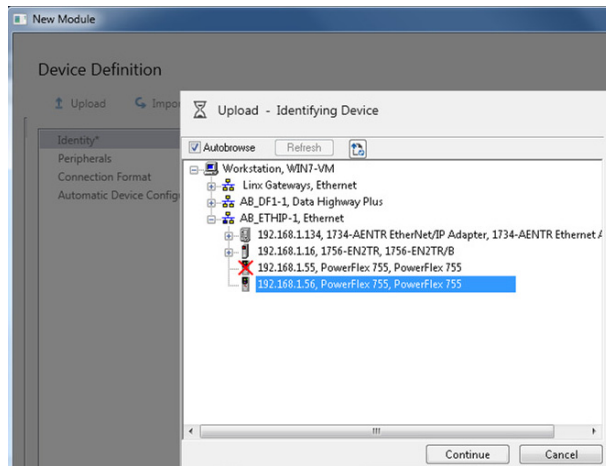 New Module
Device Definition
Upload
Impor
Upload - Identifying Device
Identity*
Peripherals
Connection Format
Automatic Device Config
Autobrowse
Refresh
Workstation, WIN7-VM
Linx Gateways, Ethernet
AB_DF1-1, Data Highway Plus
AB_ETHIP-1, Ethernet
192.168.1.134, 1734-AENTR EtherNet/IP Adapter, 1734-AENTR Ethernet A
192.168.1.16, 1756-EN2TR, 1756-EN2TR/B
192.168.1.55, PowerFlex 755, PowerFlex 755
192.168.1.56, PowerFlex 755, PowerFlex 755
Continue
Cancel